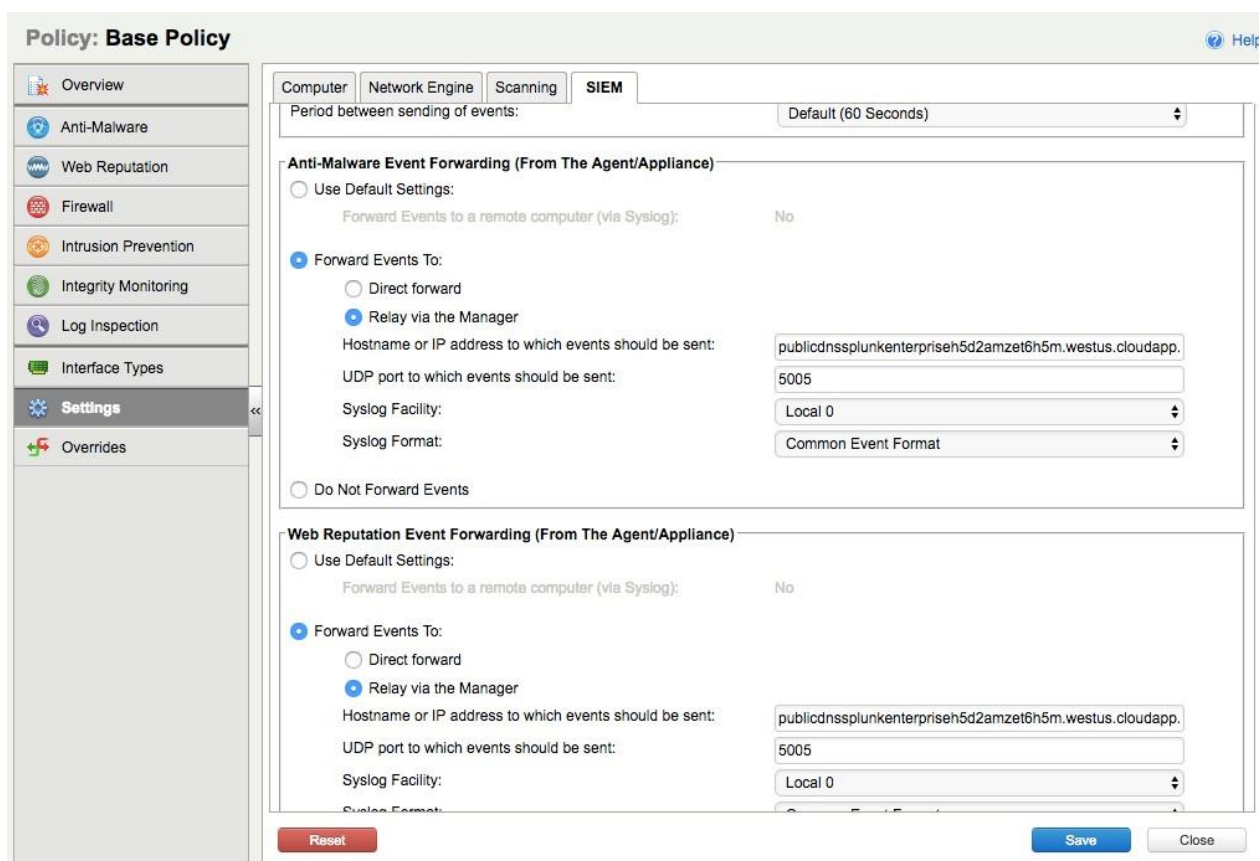 Policy: Base Policy
Help
Overview
Anti-Malware
Web Reputation
Firewall
Intrusion Prevention
Integrity Monitoring
Log Inspection
Interface Types
Settings
Overrides
«
Computer Network Engine Scanning SIEM
Period between sending of events: Default (60 Seconds)
Anti-Malware Event Forwarding (From The Agent/Appliance)
Use Default Settings:
Forward Events to a remote computer (via Syslog): No
Forward Events To:
Direct forward
Relay via the Manager
Hostname or IP address to which events should be sent: publicdnssplunkenterpriseh5d2amzet6h5m.westus.cloudapp.
UDP port to which events should be sent: 5005
Syslog Facility: Local 0
Syslog Format: Common Event Format
Do Not Forward Events
Web Reputation Event Forwarding (From The Agent/Appliance)
Use Default Settings:
Forward Events to a remote computer (via Syslog): No
Forward Events To:
Direct forward
Relay via the Manager
Hostname or IP address to which events should be sent: publicdnssplunkenterpriseh5d2amzet6h5m.westus.cloudapp.
UDP port to which events should be sent: 5005
Syslog Facility: Local 0
Syslog Format:
Reset Save Close